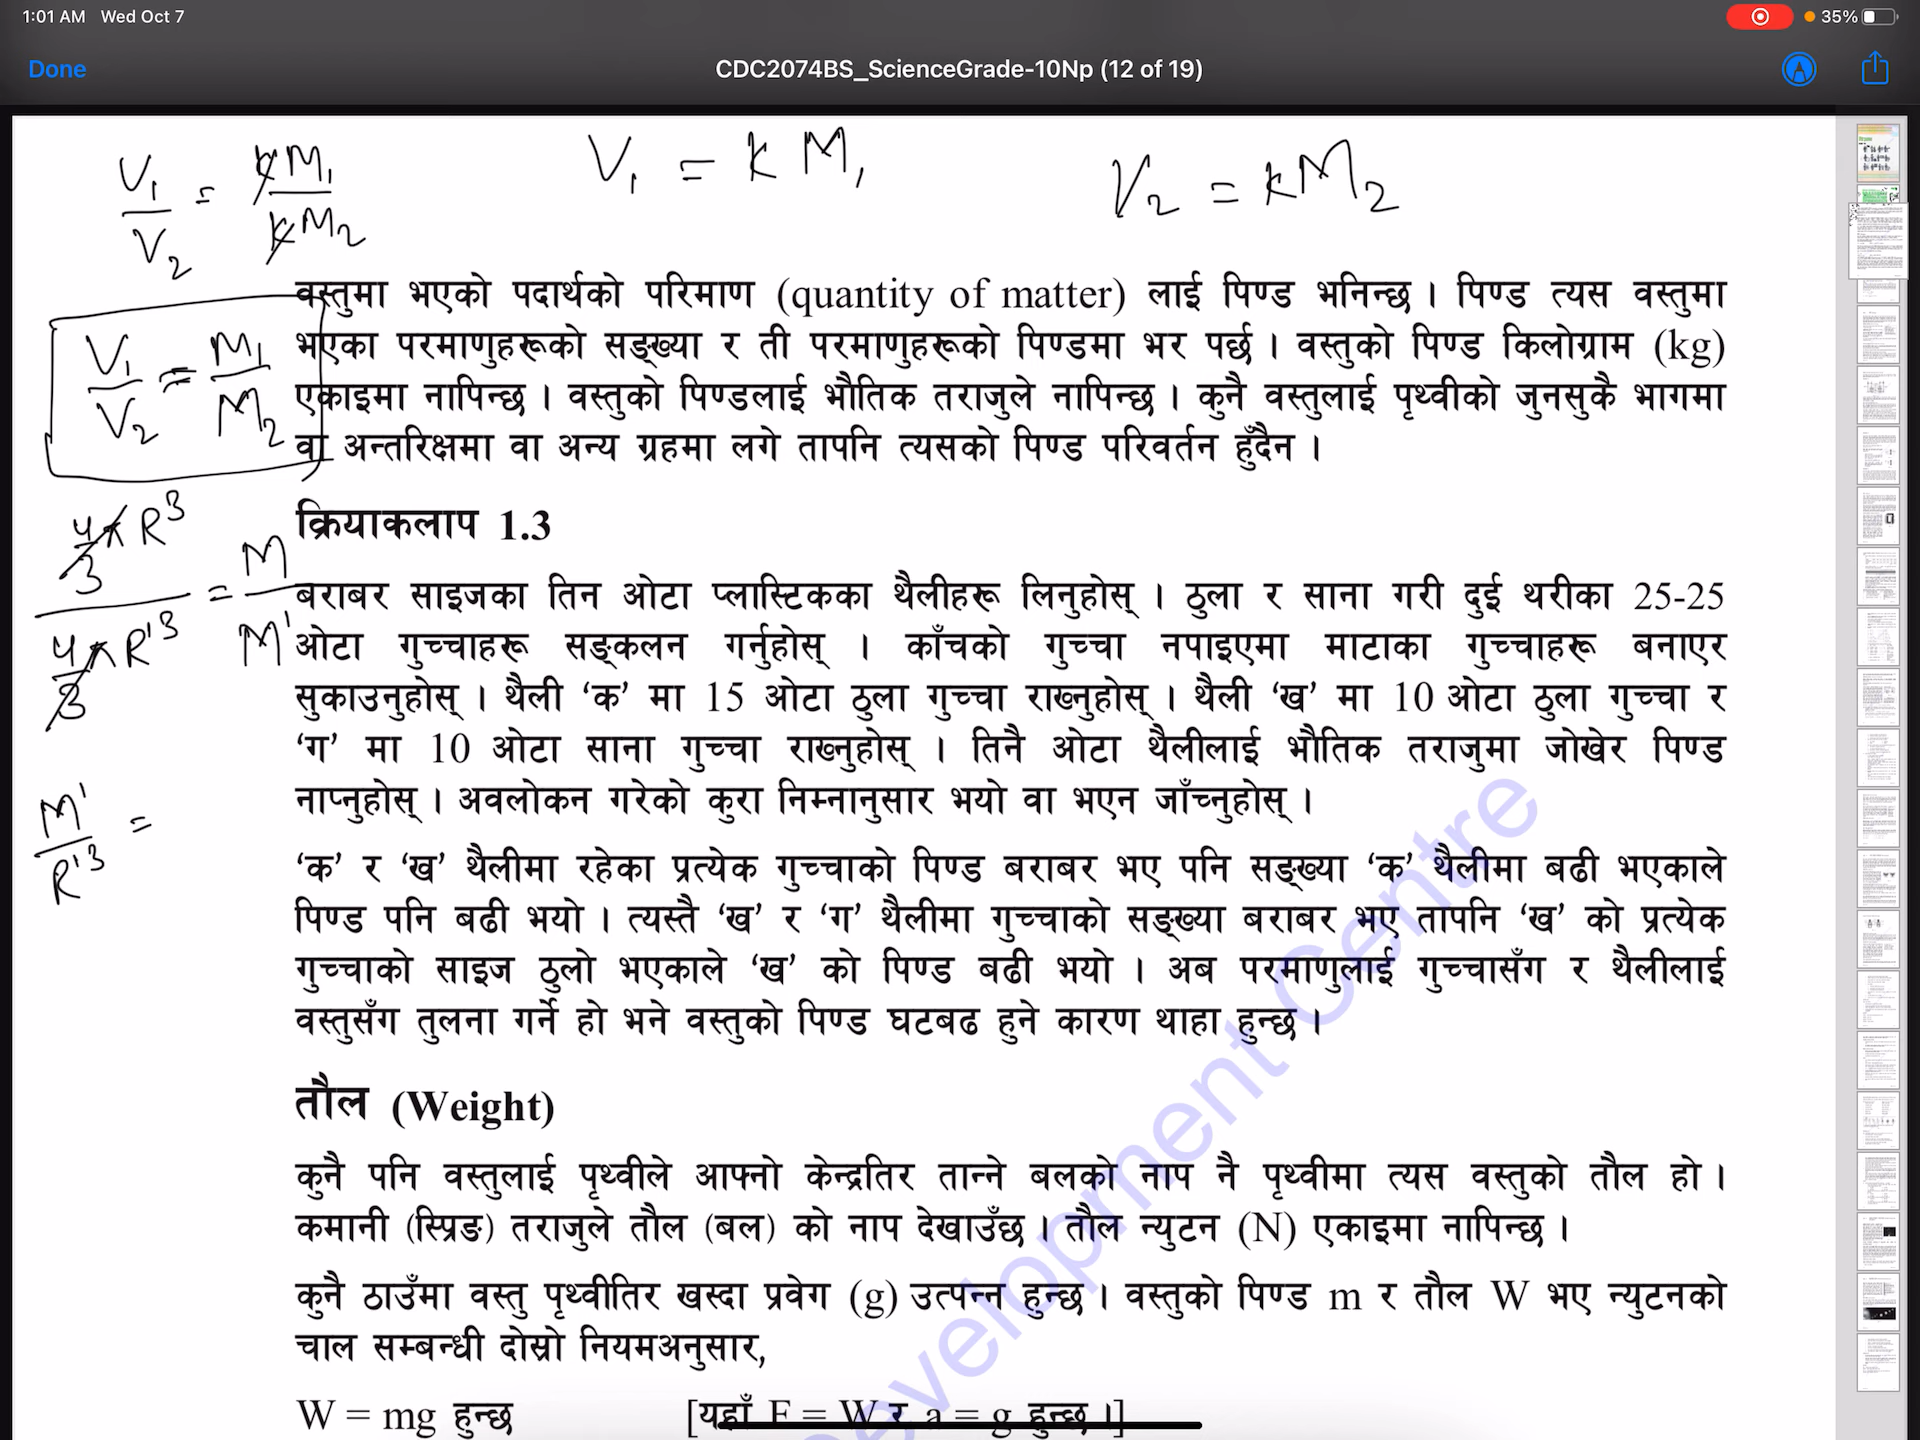 1:01 AM Wed Oct 7
35%
Done
CDC2074BS_ScienceGrade-10Np (12 of 19)
V₁/V₂ = kM₁/kM₂
V₁ = k M₁
V₂ = kM₂
V₁/V₂ = M₁/M₂
4/3 π R³ / 4/3 π R'³ = M/M'
M'/R'³ =
वस्तुमा भएको पदार्थको परिमाण (quantity of matter) लाई पिण्ड भनिन्छ । पिण्ड त्यस वस्तुमा
भएका परमाणुहरूको सङ्ख्या र ती परमाणुहरूको पिण्डमा भर पर्छ । वस्तुको पिण्ड किलोग्राम (kg)
एकाइमा नापिन्छ । वस्तुको पिण्डलाई भौतिक तराजुले नापिन्छ । कुनै वस्तुलाई पृथ्वीको जुनसुकै भागमा
वा अन्तरिक्षमा वा अन्य ग्रहमा लगे तापनि त्यसको पिण्ड परिवर्तन हुँदैन ।
क्रियाकलाप 1.3
बराबर साइजका तिन ओटा प्लास्टिकका थैलीहरू लिनुहोस् । ठुला र साना गरी दुई थरीका 25-25
ओटा गुच्चाहरू सङ्कलन गर्नुहोस् । काँचको गुच्चा नपाइएमा माटाका गुच्चाहरू बनाएर
सुकाउनुहोस् । थैली ‘क’ मा 15 ओटा ठुला गुच्चा राख्नुहोस् । थैली ‘ख’ मा 10 ओटा ठुला गुच्चा र
‘ग’ मा 10 ओटा साना गुच्चा राख्नुहोस् । तिनै ओटा थैलीलाई भौतिक तराजुमा जोखेर पिण्ड
नाप्नुहोस् । अवलोकन गरेको कुरा निम्नानुसार भयो वा भएन जाँच्नुहोस् ।
‘क’ र ‘ख’ थैलीमा रहेका प्रत्येक गुच्चाको पिण्ड बराबर भए पनि सङ्ख्या ‘क’ थैलीमा बढी भएकाले
पिण्ड पनि बढी भयो । त्यस्तै ‘ख’ र ‘ग’ थैलीमा गुच्चाको सङ्ख्या बराबर भए तापनि ‘ख’ को प्रत्येक
गुच्चाको साइज ठुलो भएकाले ‘ख’ को पिण्ड बढी भयो । अब परमाणुलाई गुच्चासँग र थैलीलाई
वस्तुसँग तुलना गर्ने हो भने वस्तुको पिण्ड घटबढ हुने कारण थाहा हुन्छ ।
तौल (Weight)
कुनै पनि वस्तुलाई पृथ्वीले आफ्नो केन्द्रतिर तान्ने बलको नाप नै पृथ्वीमा त्यस वस्तुको तौल हो ।
कमानी (स्प्रिङ) तराजुले तौल (बल) को नाप देखाउँछ । तौल न्युटन (N) एकाइमा नापिन्छ ।
कुनै ठाउँमा वस्तु पृथ्वीतिर खस्दा प्रवेग (g) उत्पन्न हुन्छ । वस्तुको पिण्ड m र तौल W भए न्युटनको
चाल सम्बन्धी दोस्रो नियमअनुसार,
W = mg हुन्छ [यहाँ F = W र a = g हुन्छ ।]
Development Centre